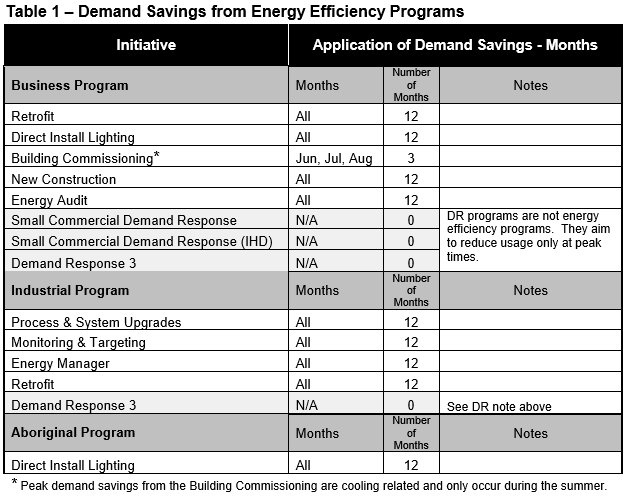 Table 1 – Demand Savings from Energy Efficiency Programs
Initiative Application of Demand Savings - Months
Business Program Months Number of Months Notes
Retrofit All 12
Direct Install Lighting All 12
Building Commissioning* Jun, Jul, Aug 3
New Construction All 12
Energy Audit All 12
Small Commercial Demand Response N/A 0 DR programs are not energy
Small Commercial Demand Response (IHD) N/A 0 efficiency programs. They aim
to reduce usage only at peak
Demand Response 3 N/A 0 times.
Industrial Program Months Number of Months Notes
Process & System Upgrades All 12
Monitoring & Targeting All 12
Energy Manager All 12
Retrofit All 12
Demand Response 3 N/A 0 See DR note above
Aboriginal Program Months Number of Months Notes
Direct Install Lighting All 12
* Peak demand savings from the Building Commissioning are cooling related and only occur during the summer.